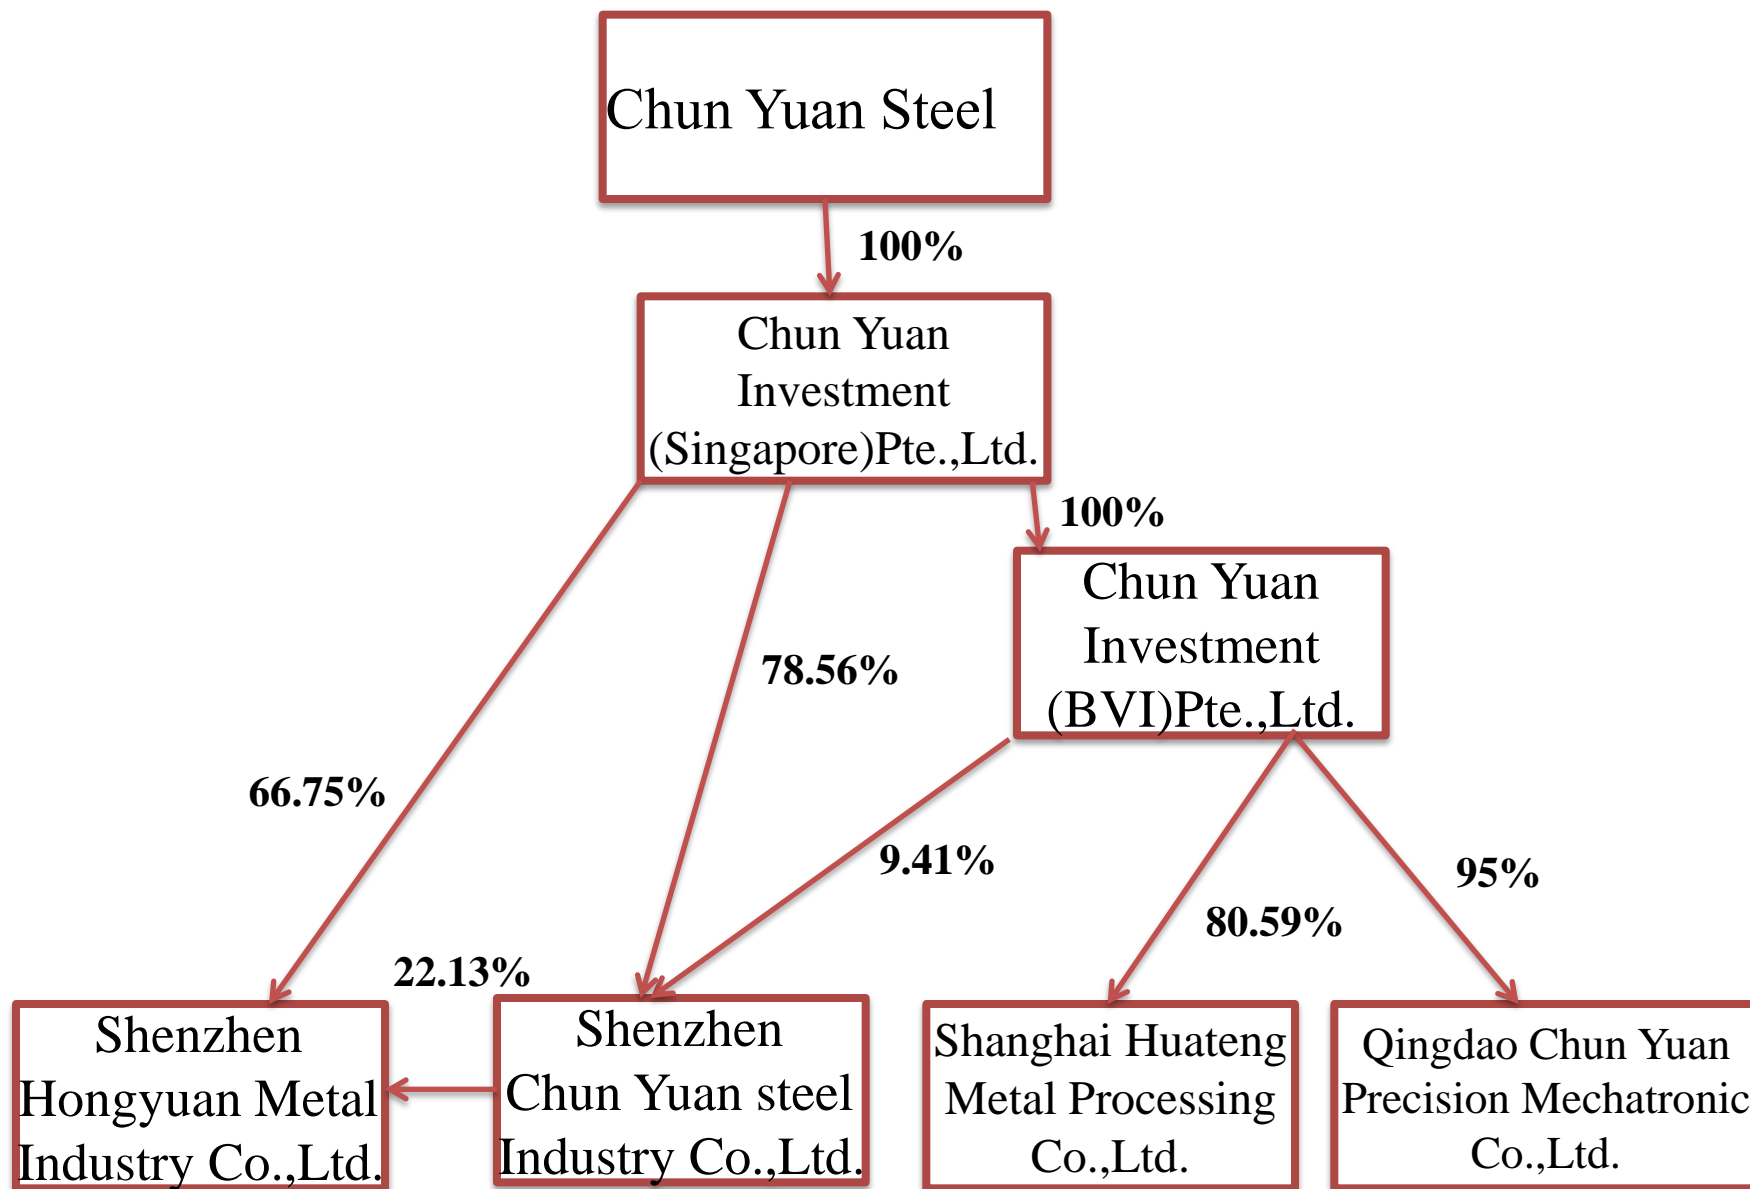 Chun Yuan Steel
100%
Chun Yuan
Investment
(Singapore)Pte.,Ltd.
100%
Chun Yuan
Investment
(BVI)Pte.,Ltd.
78.56%
66.75%
9.41%
95%
80.59%
22.13%
Shenzhen
Hongyuan Metal
Industry Co.,Ltd.
Shenzhen
Chun Yuan steel
Industry Co.,Ltd.
Shanghai Huateng
Metal Processing
Co.,Ltd.
Qingdao Chun Yuan
Precision Mechatronic
Co.,Ltd.